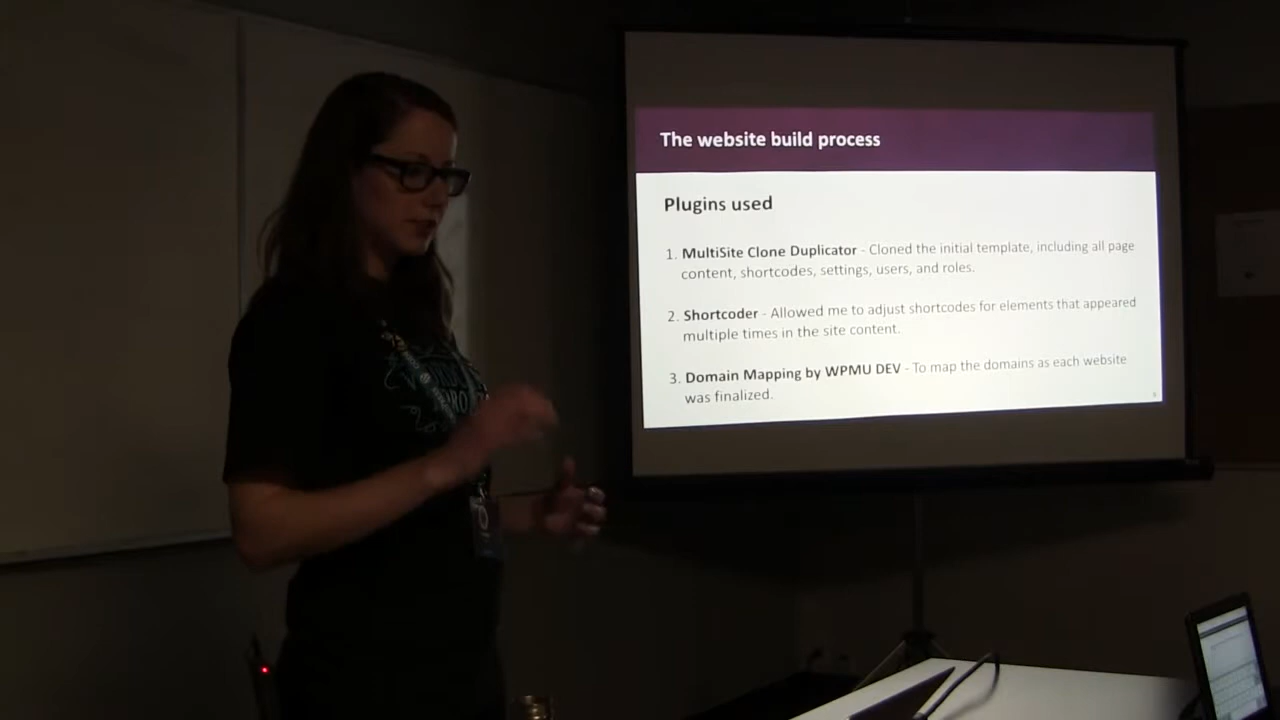 The website build process
Plugins used
1. MultiSite Clone Duplicator - Cloned the initial template, including all page
content, shortcodes, settings, users, and roles.
2. Shortcoder - Allowed me to adjust shortcodes for elements that appeared
multiple times in the site content.
3. Domain Mapping by WPMU DEV - To map the domains as each website
was finalized.